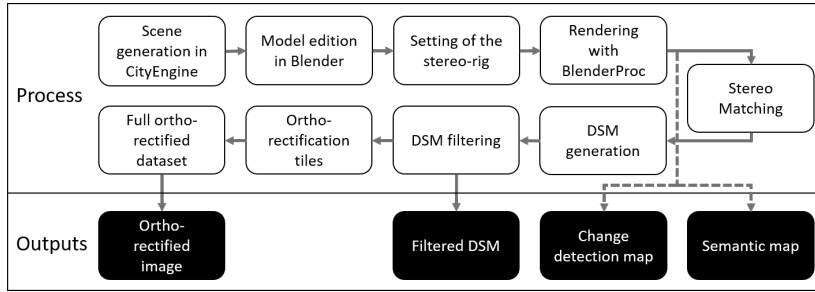 Process
Scene
generation in
CityEngine
Model edition
in Blender
Setting of the
stereo-rig
Rendering
with
BlenderProc
Stereo
Matching
Full ortho-
rectified
dataset
Ortho-
rectification
tiles
DSM filtering
DSM
generation
Outputs
Ortho-
rectified
image
Filtered DSM
Change
detection map
Semantic map